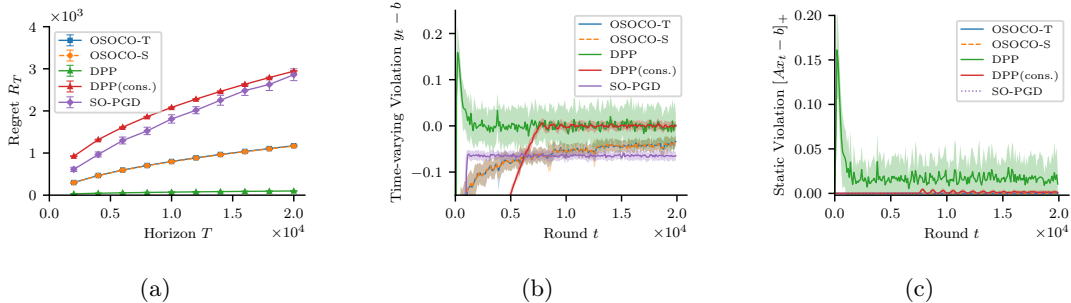 ×10³
4
3
2
1
0
0.0
0.5
1.0
1.5
2.0
×10⁴
Horizon T
Regret R_T
OSOCO-T
OSOCO-S
DPP
DPP(cons.)
SO-PGD
(a)
0.2
0.1
0.0
−0.1
0.0
0.5
1.0
1.5
2.0
×10⁴
Round t
Time-varying Violation y_t − b
OSOCO-T
OSOCO-S
DPP
DPP(cons.)
SO-PGD
(b)
0.20
0.15
0.10
0.05
0.00
0.0
0.5
1.0
1.5
2.0
×10⁴
Round t
Static Violation [Ax_t − b]_+
OSOCO-T
OSOCO-S
DPP
DPP(cons.)
SO-PGD
(c)